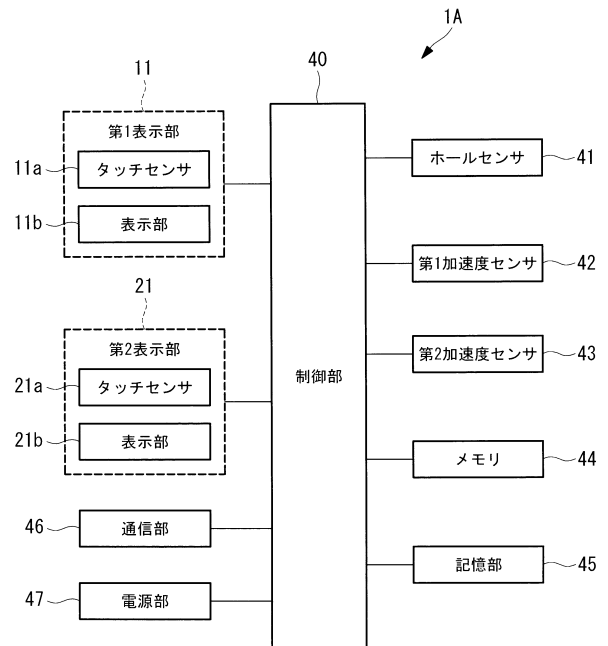 1A
40
11
第1表示部
11a
タッチセンサ
11b
表示部
21
第2表示部
21a
タッチセンサ
21b
表示部
46
通信部
47
電源部
制御部
ホールセンサ
41
第1加速度センサ
42
第2加速度センサ
43
メモリ
44
記憶部
45